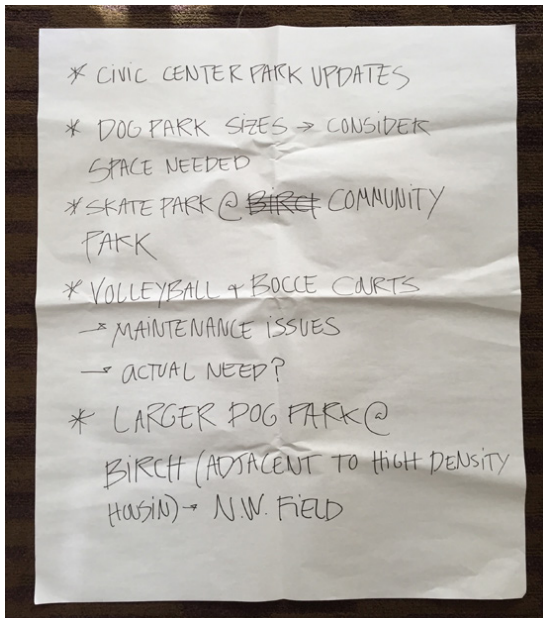 * CIVIC CENTER PARK UPDATES
* DOG PARK SIZES → CONSIDER
SPACE NEEDED
* SKATE PARK @ BIRCH COMMUNITY
PARK
* VOLLEYBALL & BOCCE COURTS
→ MAINTENANCE ISSUES
→ ACTUAL NEED?
* LARGER DOG PARK @
BIRCH (ADJACENT TO HIGH DENSITY
HOUSIN) → N.W. FIELD